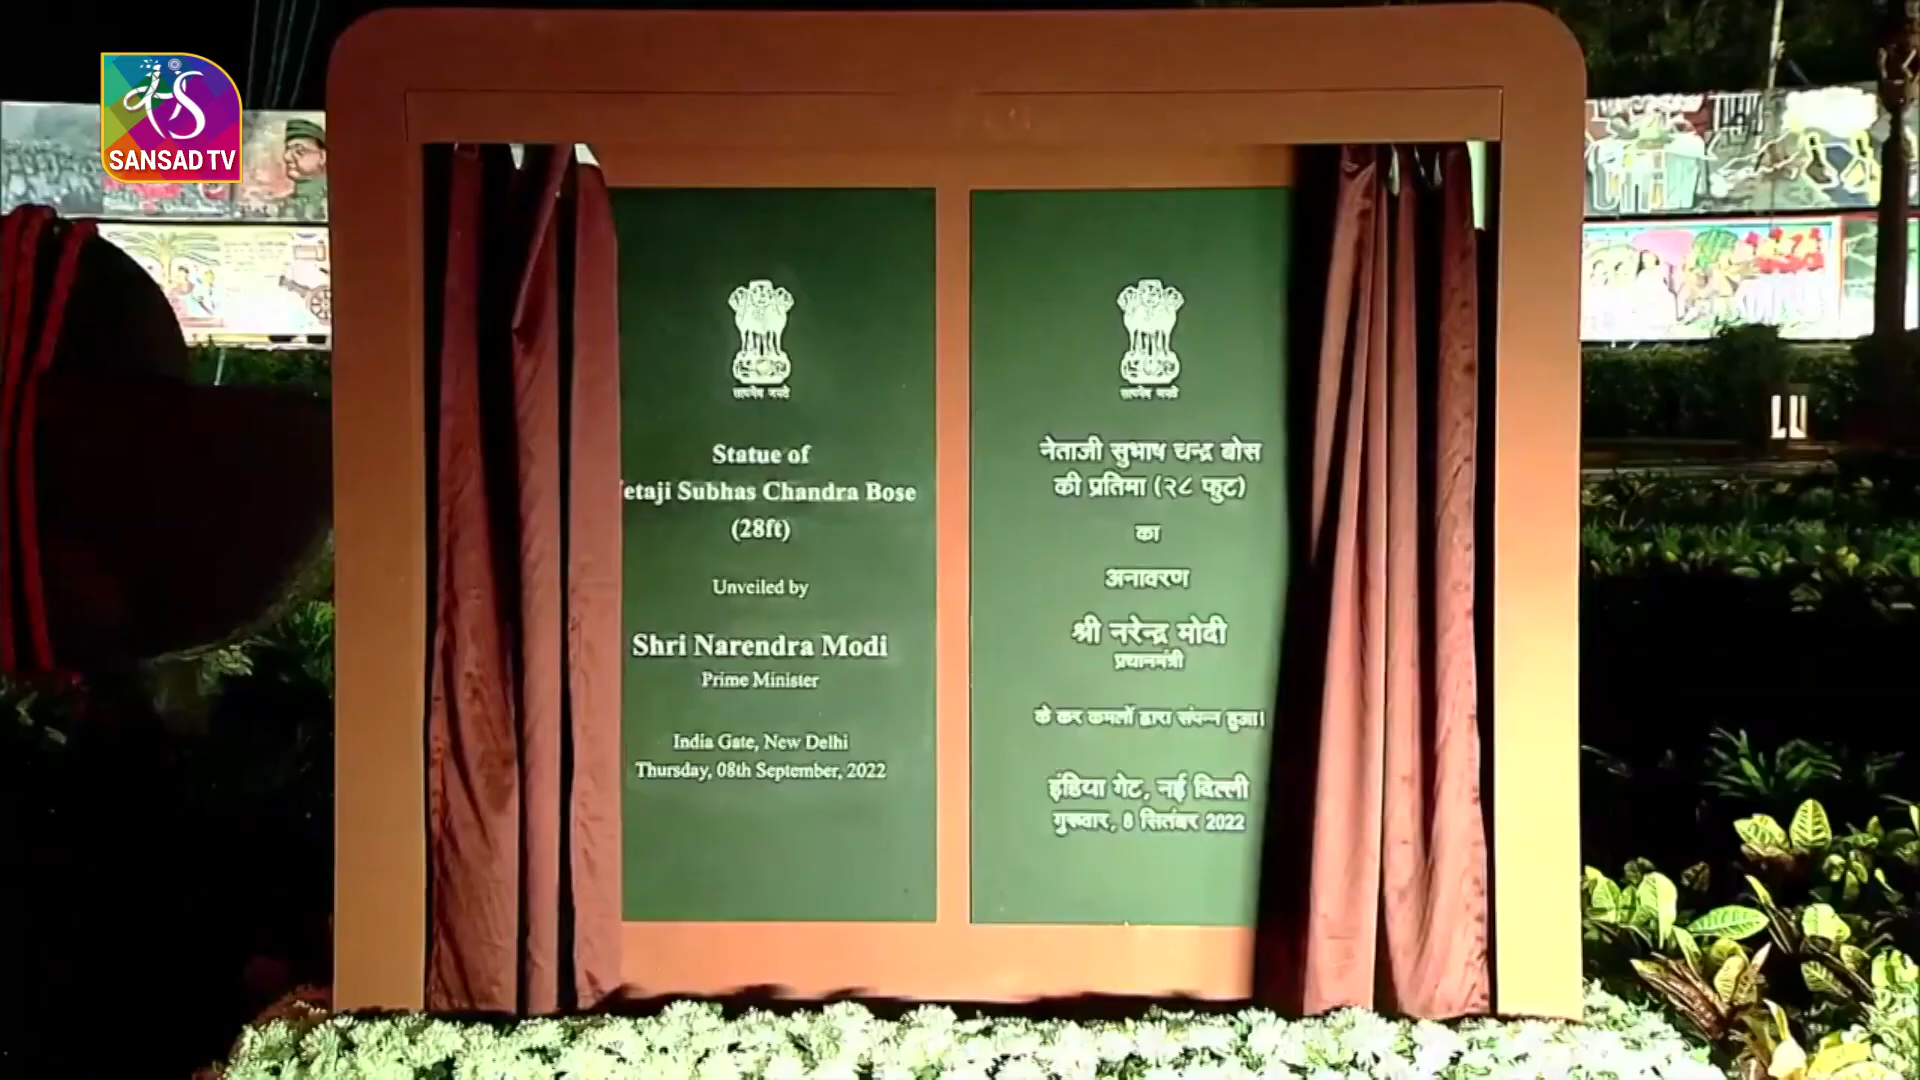 SANSAD TV
सत्यमेव जयते
Statue of
etaji Subhas Chandra Bose
(28ft)
Unveiled by
Shri Narendra Modi
Prime Minister
India Gate, New Delhi
Thursday, 08th September, 2022
सत्यमेव जयते
नेताजी सुभाष चन्द्र बोस
की प्रतिमा (२८ फुट)
का
अनावरण
श्री नरेन्द्र मोदी
प्रधानमंत्री
के कर कमलों द्वारा संपन्न हुआ।
इंडिया गेट, नई दिल्ली
गुरूवार, 8 सितंबर 2022